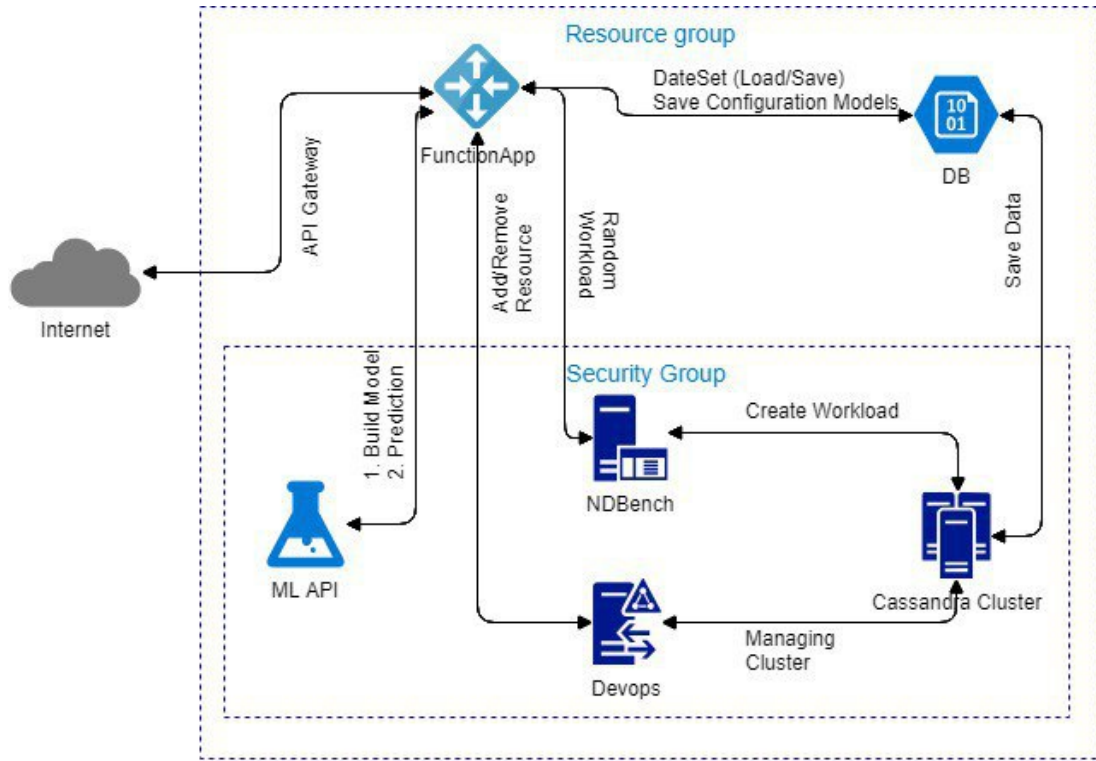 Resource group
DateSet (Load/Save)
Save Configuration Models
10
01
FunctionApp
DB
API Gateway
Add/Remove
Resource
Random
Workload
Save Data
Internet
Security Group
1. Build Model
2. Prediction
Create Workload
NDBench
ML API
Cassandra Cluster
Managing
Cluster
Devops